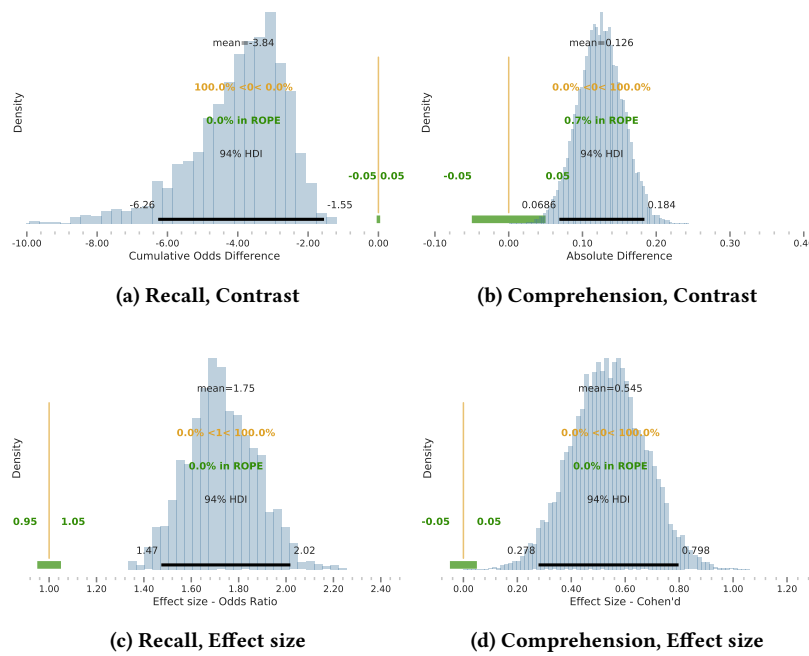 mean=-3.84
100.0% <0< 0.0%
0.0% in ROPE
94% HDI
-0.05 0.05
-6.26
-1.55
Density
-10.00 -8.00 -6.00 -4.00 -2.00 0.00
Cumulative Odds Difference
(a) Recall, Contrast
mean=0.126
0.0% <0< 100.0%
0.7% in ROPE
94% HDI
-0.05 0.05
0.0686
0.184
Density
-0.10 0.00 0.10 0.20 0.30 0.40
Absolute Difference
(b) Comprehension, Contrast
mean=1.75
0.0% <1< 100.0%
0.0% in ROPE
94% HDI
0.95 1.05
1.47
2.02
Density
1.00 1.20 1.40 1.60 1.80 2.00 2.20 2.40
Effect size - Odds Ratio
(c) Recall, Effect size
mean=0.545
0.0% <0< 100.0%
0.0% in ROPE
94% HDI
-0.05 0.05
0.278
0.798
Density
0.00 0.20 0.40 0.60 0.80 1.00 1.20
Effect Size - Cohen'd
(d) Comprehension, Effect size